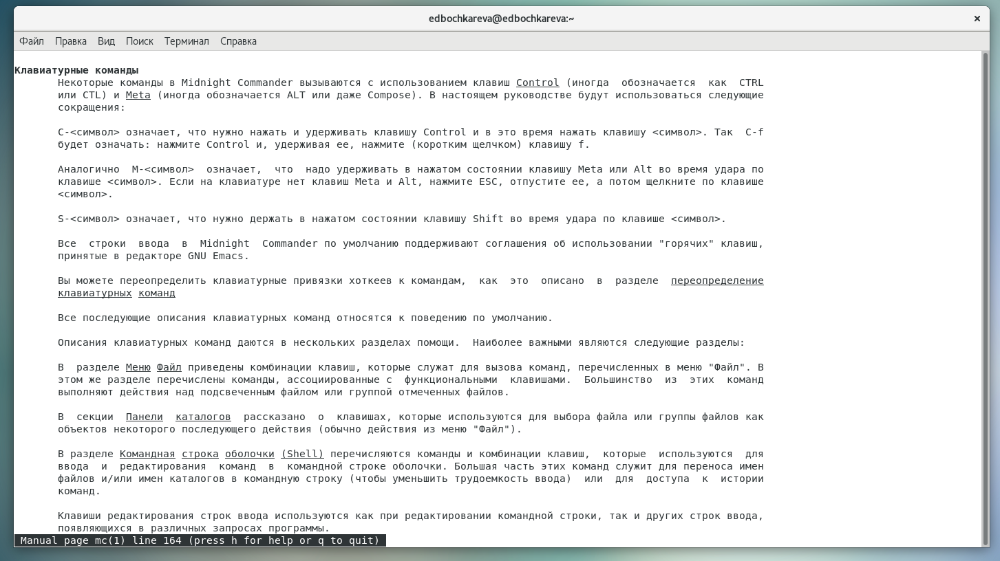 edbochkareva@edbochkareva:~ ×
Файл Правка Вид Поиск Терминал Справка
Клавиатурные команды
Некоторые команды в Midnight Commander вызываются с использованием клавиш Control (иногда обозначается как CTRL
или CTL) и Meta (иногда обозначается ALT или даже Compose). В настоящем руководстве будут использоваться следующие
сокращения:
C-<символ> означает, что нужно нажать и удерживать клавишу Control и в это время нажать клавишу <символ>. Так C-f
будет означать: нажмите Control и, удерживая ее, нажмите (коротким щелчком) клавишу f.
Аналогично M-<символ> означает, что надо удерживать в нажатом состоянии клавишу Meta или Alt во время удара по
клавише <символ>. Если на клавиатуре нет клавиш Meta и Alt, нажмите ESC, отпустите ее, а потом щелкните по клавише
<символ>.
S-<символ> означает, что нужно держать в нажатом состоянии клавишу Shift во время удара по клавише <символ>.
Все строки ввода в Midnight Commander по умолчанию поддерживают соглашения об использовании "горячих" клавиш,
принятые в редакторе GNU Emacs.
Вы можете переопределить клавиатурные привязки хоткеев к командам, как это описано в разделе переопределение
клавиатурных команд
Все последующие описания клавиатурных команд относятся к поведению по умолчанию.
Описания клавиатурных команд даются в нескольких разделах помощи. Наиболее важными являются следующие разделы:
В разделе Меню Файл приведены комбинации клавиш, которые служат для вызова команд, перечисленных в меню "Файл". В
этом же разделе перечислены команды, ассоциированные с функциональными клавишами. Большинство из этих команд
выполняют действия над подсвеченным файлом или группой отмеченных файлов.
В секции Панели каталогов рассказано о клавишах, которые используются для выбора файла или группы файлов как
объектов некоторого последующего действия (обычно действия из меню "Файл").
В разделе Командная строка оболочки (Shell) перечисляются команды и комбинации клавиш, которые используются для
ввода и редактирования команд в командной строке оболочки. Большая часть этих команд служит для переноса имен
файлов и/или имен каталогов в командную строку (чтобы уменьшить трудоемкость ввода) или для доступа к истории
команд.
Клавиши редактирования строк ввода используются как при редактировании командной строки, так и других строк ввода,
появляющихся в различных запросах программы.
Manual page mc(1) line 164 (press h for help or q to quit)